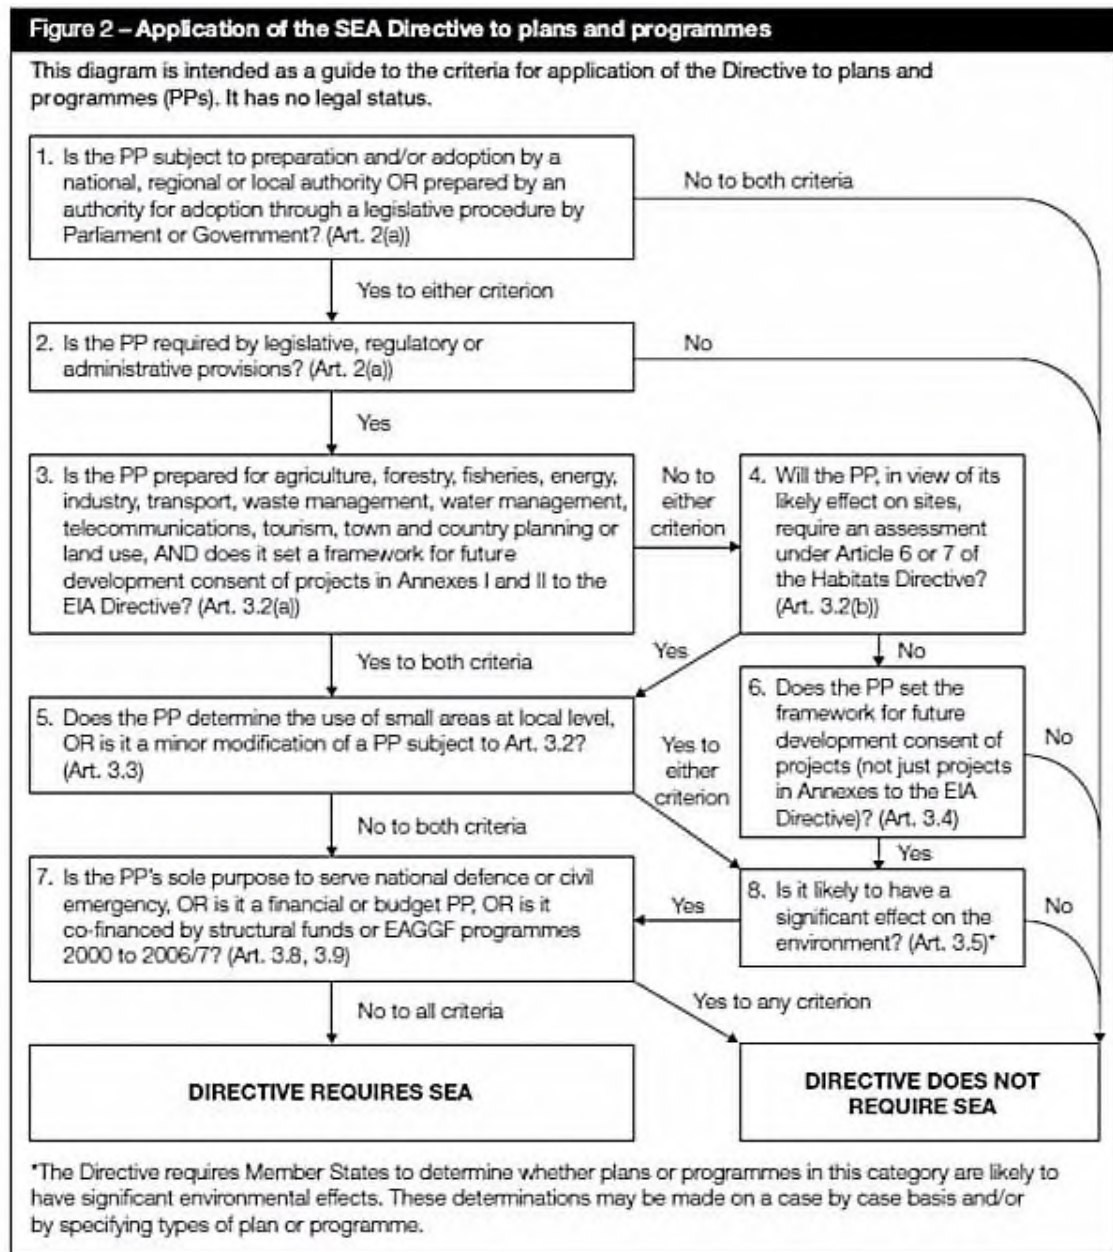 Figure 2 – Application of the SEA Directive to plans and programmes
This diagram is intended as a guide to the criteria for application of the Directive to plans and
programmes (PPs). It has no legal status.
1. Is the PP subject to preparation and/or adoption by a
national, regional or local authority OR prepared by an
authority for adoption through a legislative procedure by
Parliament or Government? (Art. 2(a))
No to both criteria
Yes to either criterion
2. Is the PP required by legislative, regulatory or
administrative provisions? (Art. 2(a))
No
Yes
3. Is the PP prepared for agriculture, forestry, fisheries, energy,
industry, transport, waste management, water management,
telecommunications, tourism, town and country planning or
land use, AND does it set a framework for future
development consent of projects in Annexes I and II to the
EIA Directive? (Art. 3.2(a))
No to
either
criterion
4. Will the PP, in view of its
likely effect on sites,
require an assessment
under Article 6 or 7 of
the Habitats Directive?
(Art. 3.2(b))
Yes to both criteria
Yes
No
5. Does the PP determine the use of small areas at local level,
OR is it a minor modification of a PP subject to Art. 3.2?
(Art. 3.3)
Yes to
either
criterion
6. Does the PP set the
framework for future
development consent of
projects (not just projects
in Annexes to the EIA
Directive)? (Art. 3.4)
No
No to both criteria
Yes
7. Is the PP's sole purpose to serve national defence or civil
emergency, OR is it a financial or budget PP, OR is it
co-financed by structural funds or EAGGF programmes
2000 to 2006/7? (Art. 3.8, 3.9)
Yes
8. Is it likely to have a
significant effect on the
environment? (Art. 3.5)*
No
No to all criteria
Yes to any criterion
DIRECTIVE REQUIRES SEA
DIRECTIVE DOES NOT
REQUIRE SEA
*The Directive requires Member States to determine whether plans or programmes in this category are likely to
have significant environmental effects. These determinations may be made on a case by case basis and/or
by specifying types of plan or programme.